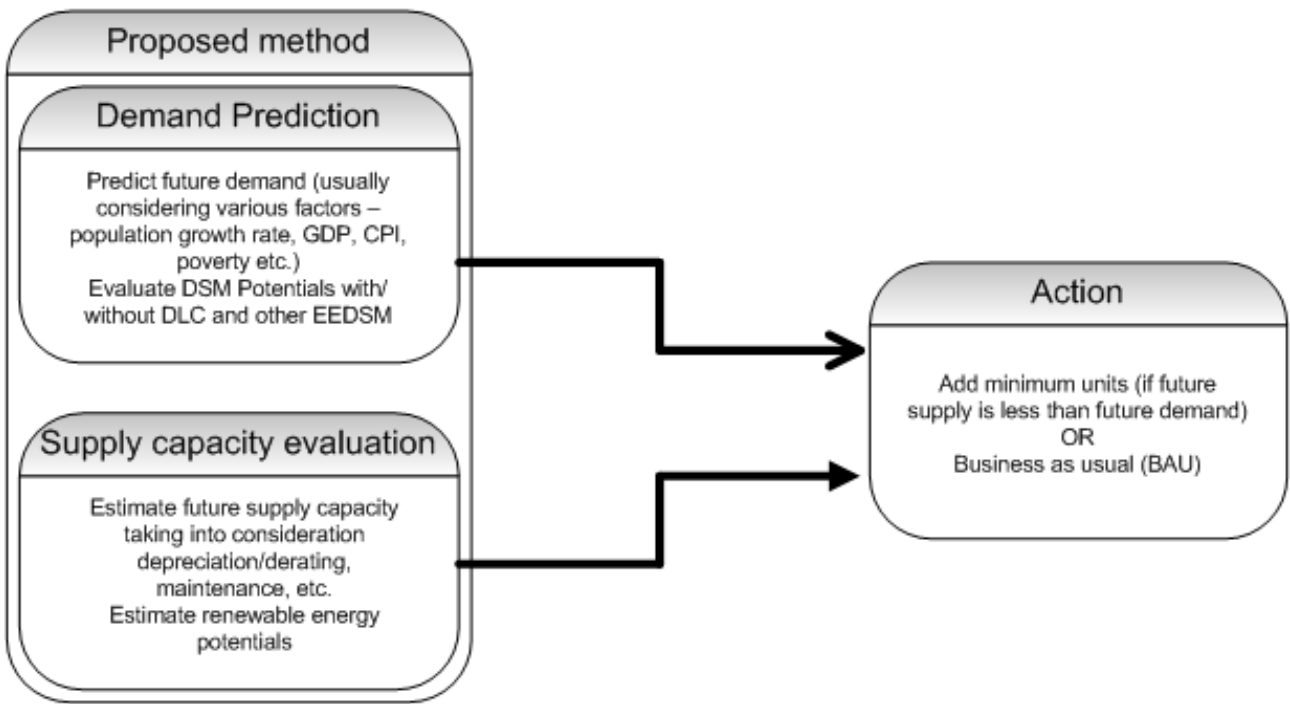 Proposed method
Demand Prediction
Predict future demand (usually
considering various factors –
population growth rate, GDP, CPI,
poverty etc.)
Evaluate DSM Potentials with/
without DLC and other EEDSM
Supply capacity evaluation
Estimate future supply capacity
taking into consideration
depreciation/derating,
maintenance, etc.
Estimate renewable energy
potentials
Action
Add minimum units (if future
supply is less than future demand)
OR
Business as usual (BAU)